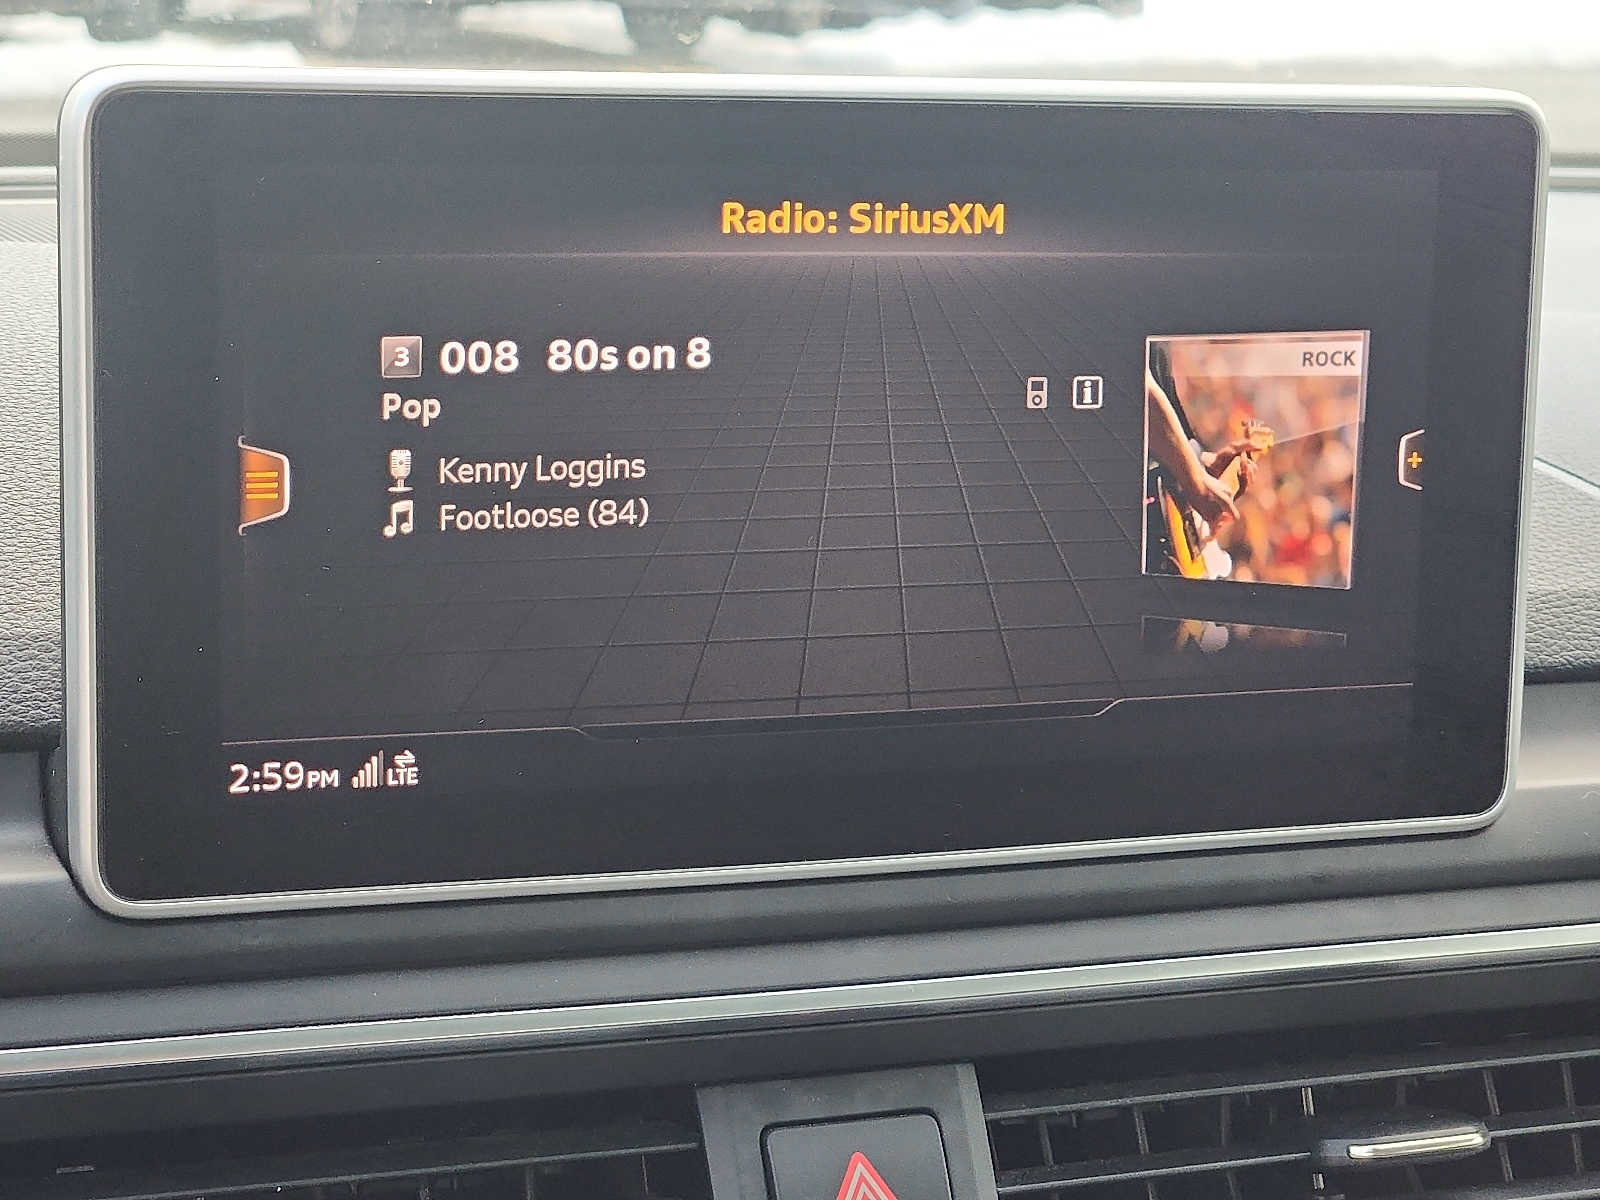 Radio: SiriusXM
3 008 80s on 8
Pop
Kenny Loggins
Footloose (84)
ROCK
2:59PM LTE